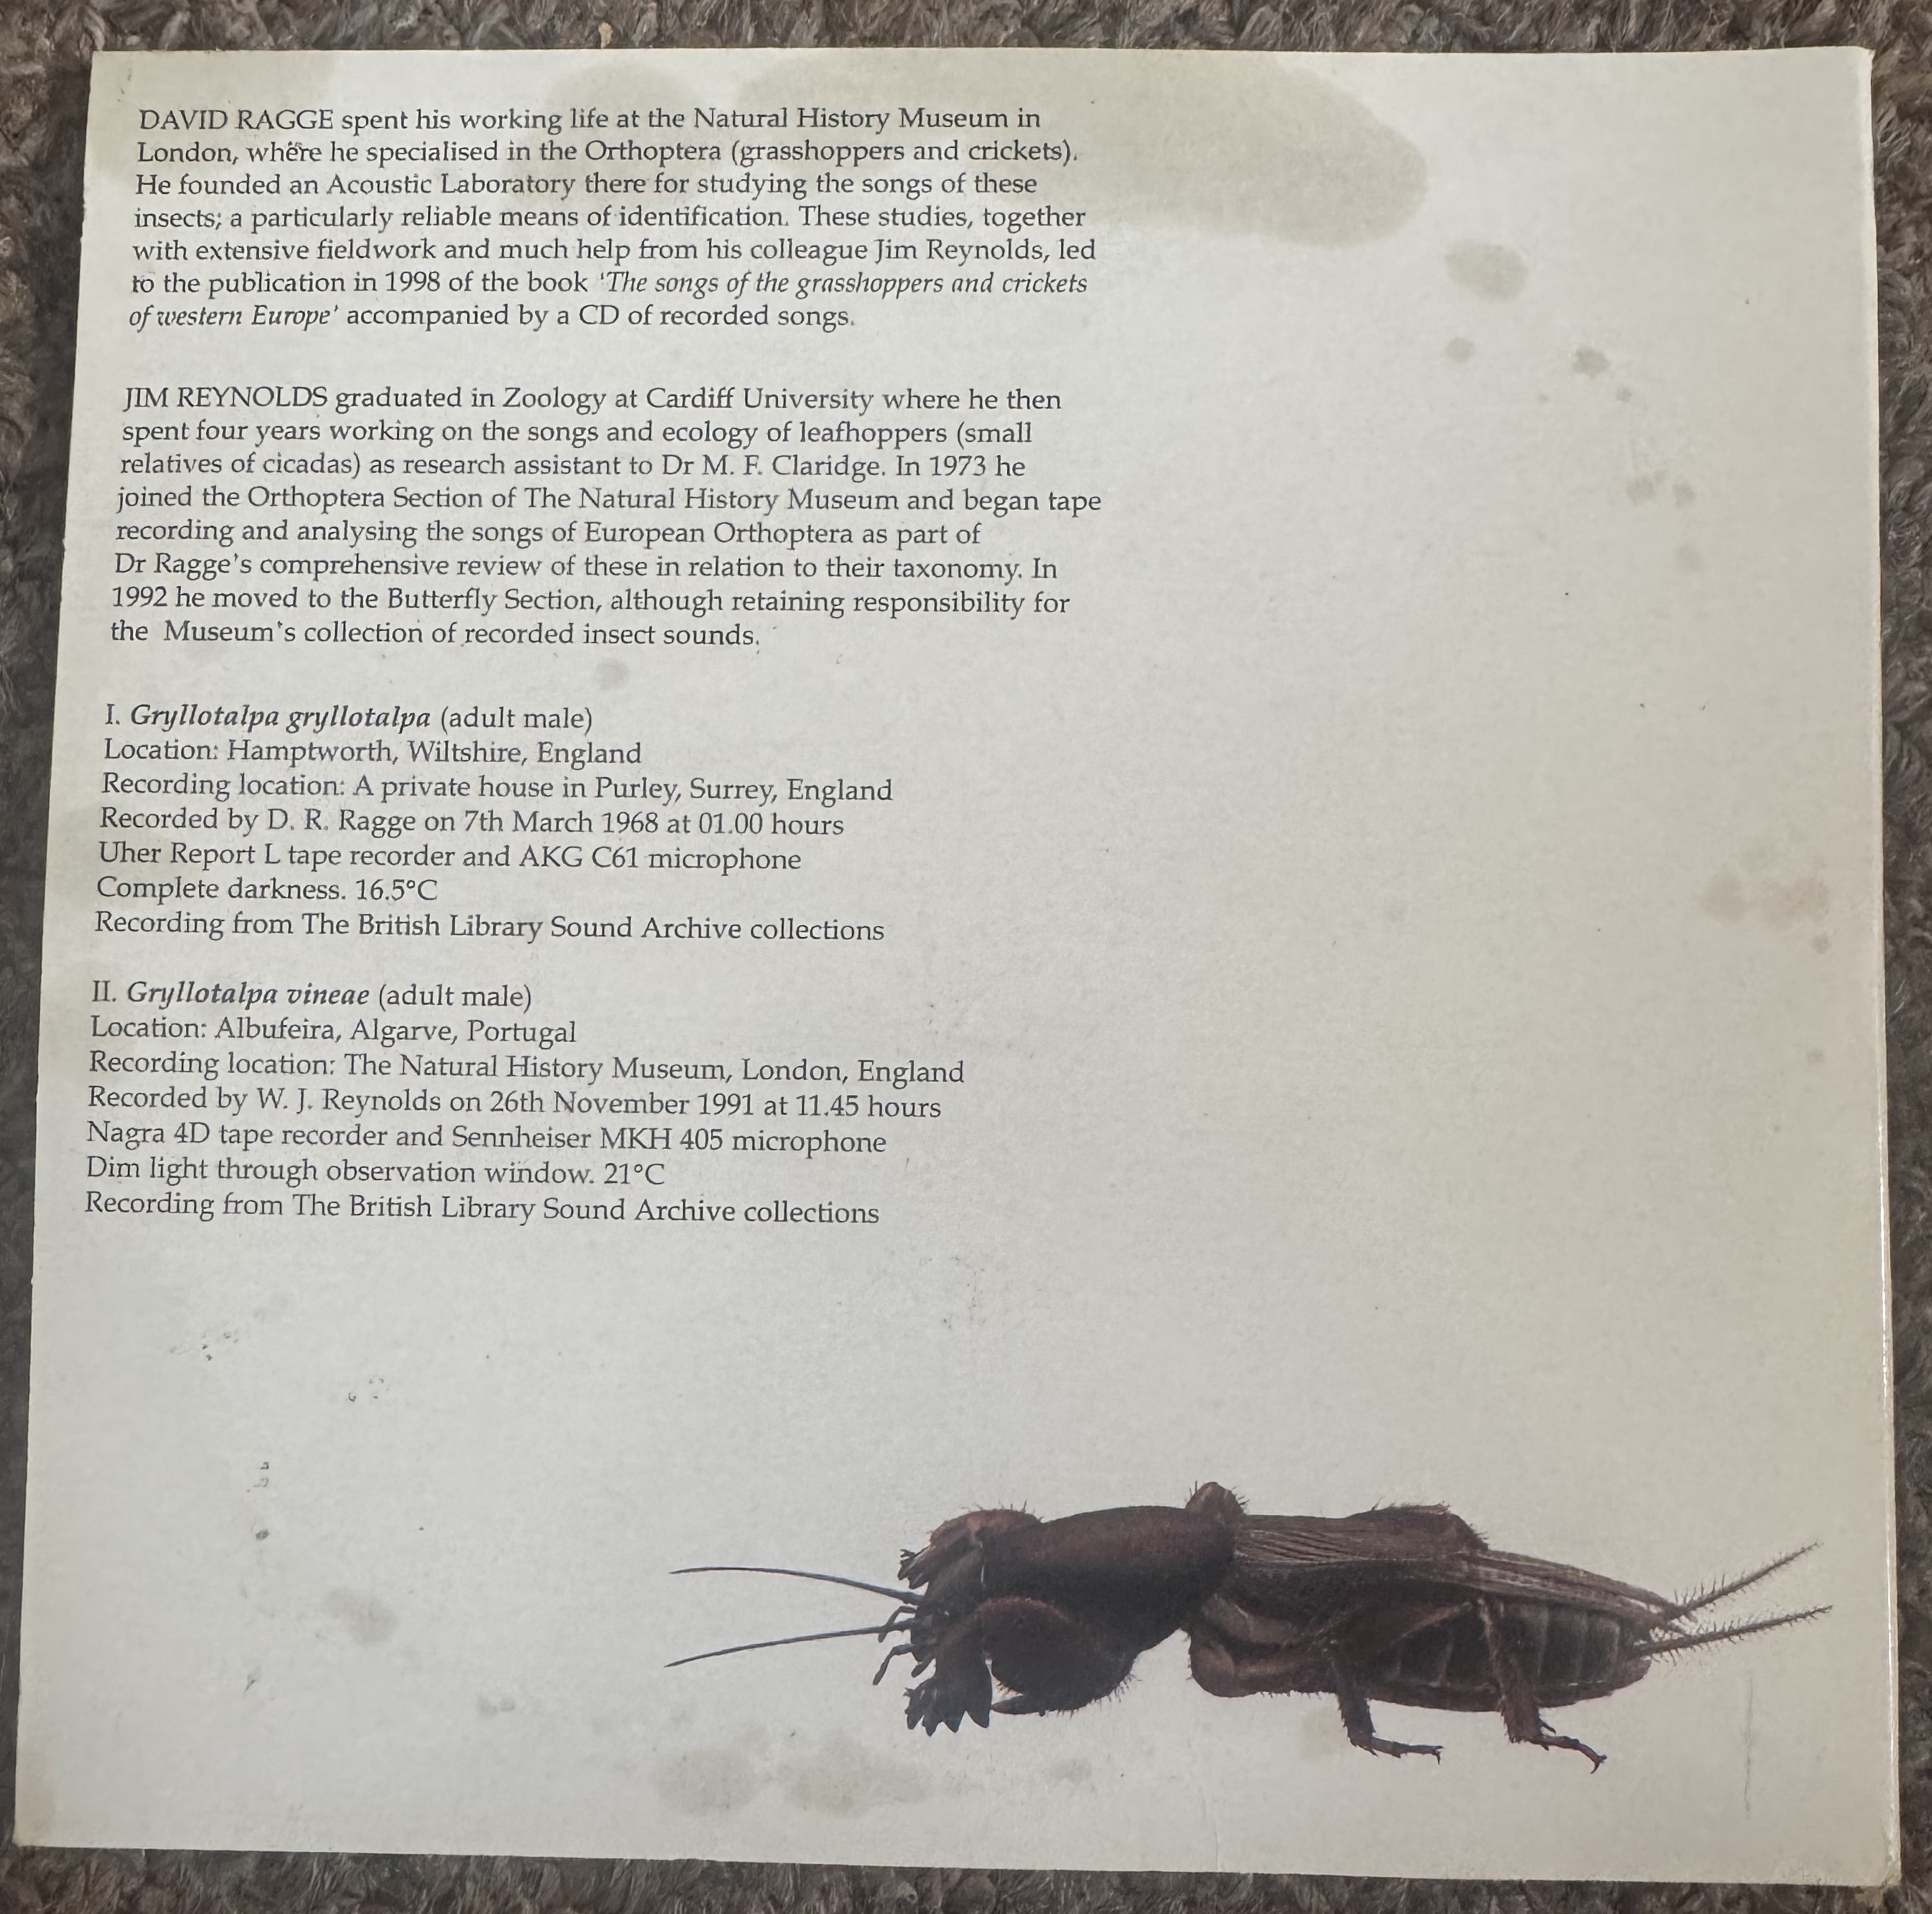 DAVID RAGGE spent his working life at the Natural History Museum in
London, where he specialised in the Orthoptera (grasshoppers and crickets).
He founded an Acoustic Laboratory there for studying the songs of these
insects; a particularly reliable means of identification. These studies, together
with extensive fieldwork and much help from his colleague Jim Reynolds, led
to the publication in 1998 of the book 'The songs of the grasshoppers and crickets
of western Europe' accompanied by a CD of recorded songs.
JIM REYNOLDS graduated in Zoology at Cardiff University where he then
spent four years working on the songs and ecology of leafhoppers (small
relatives of cicadas) as research assistant to Dr M. F. Claridge. In 1973 he
joined the Orthoptera Section of The Natural History Museum and began tape
recording and analysing the songs of European Orthoptera as part of
Dr Ragge's comprehensive review of these in relation to their taxonomy. In
1992 he moved to the Butterfly Section, although retaining responsibility for
the Museum's collection of recorded insect sounds.
I. Gryllotalpa gryllotalpa (adult male)
Location: Hamptworth, Wiltshire, England
Recording location: A private house in Purley, Surrey, England
Recorded by D. R. Ragge on 7th March 1968 at 01.00 hours
Uher Report L tape recorder and AKG C61 microphone
Complete darkness. 16.5°C
Recording from The British Library Sound Archive collections
II. Gryllotalpa vineae (adult male)
Location: Albufeira, Algarve, Portugal
Recording location: The Natural History Museum, London, England
Recorded by W. J. Reynolds on 26th November 1991 at 11.45 hours
Nagra 4D tape recorder and Sennheiser MKH 405 microphone
Dim light through observation window. 21°C
Recording from The British Library Sound Archive collections